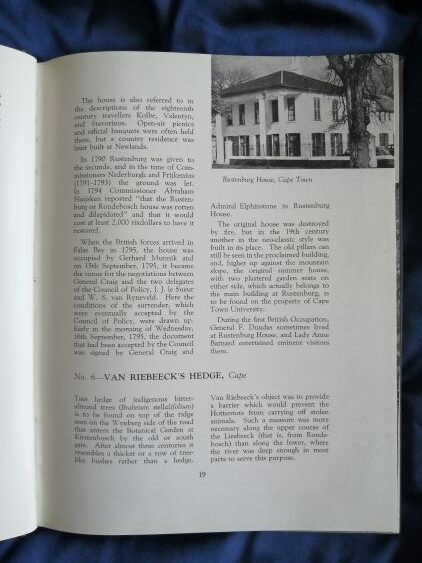 The house is also referred to in
the descriptions of the eighteenth
century travellers Kolbe, Valentyn,
and Stavorinus. Open-air picnics
and official banquets were often held
there, but a country residence was
later built at Newlands.
In 1790 Rustenburg was given to
the secunde, and in the time of Com-
missioners Nederburgh and Frijkenius
(1791-1793) the ground was let.
In 1794 Commissioner Abraham
Sluisken reported "that the Rusten-
burg or Rondebosch house was rotten
and dilapidated" and that it would
cost at least 2,000 rixdollars to have it
restored.
When the British forces arrived in
False Bay in 1795, the house was
occupied by Gerhard Munnik and
on 15th September, 1795, it became
the venue for the negotiations between
General Craig and the two delegates
of the Council of Policy, J. J. le Sueur
and W. S. van Ryneveld. Here the
conditions of the surrender, which
were eventually accepted by the
Council of Policy, were drawn up.
Early in the morning of Wednesday,
16th September, 1795, the document
that had been accepted by the Council
was signed by General Craig and
Rustenburg House, Cape Town
Admiral Elphinstone in Rustenburg
House.
The original house was destroyed
by fire, but in the 19th century
another in the neo-classic style was
built in its place. The old pillars can
still be seen in the proclaimed building,
and, higher up against the mountain
slope, the original summer house,
with two plastered garden seats on
either side, which actually belongs to
the main building at Rustenburg, is
to be found on the property of Cape
Town University.
During the first British Occupation,
General F. Dundas sometimes lived
at Rustenburg House, and Lady Anne
Barnard entertained eminent visitors
there.
No. 6—VAN RIEBEECK'S HEDGE, Cape
This hedge of indigenous bitter-
almond trees (Brabeium stellatifolium)
is to be found on top of the ridge
seen on the Wynberg side of the road
that enters the Botanical Garden at
Kirstenbosch by the old or south
gate. After almost three centuries it
resembles a thicket or a row of tree-
like bushes rather than a hedge.
Van Riebeeck's object was to provide
a barrier which would prevent the
Hottentots from carrying off stolen
animals. Such a measure was more
necessary along the upper course of
the Liesbeeck (that is, from Ronde-
bosch) than along the lower, where
the river was deep enough in most
parts to serve this purpose.
19